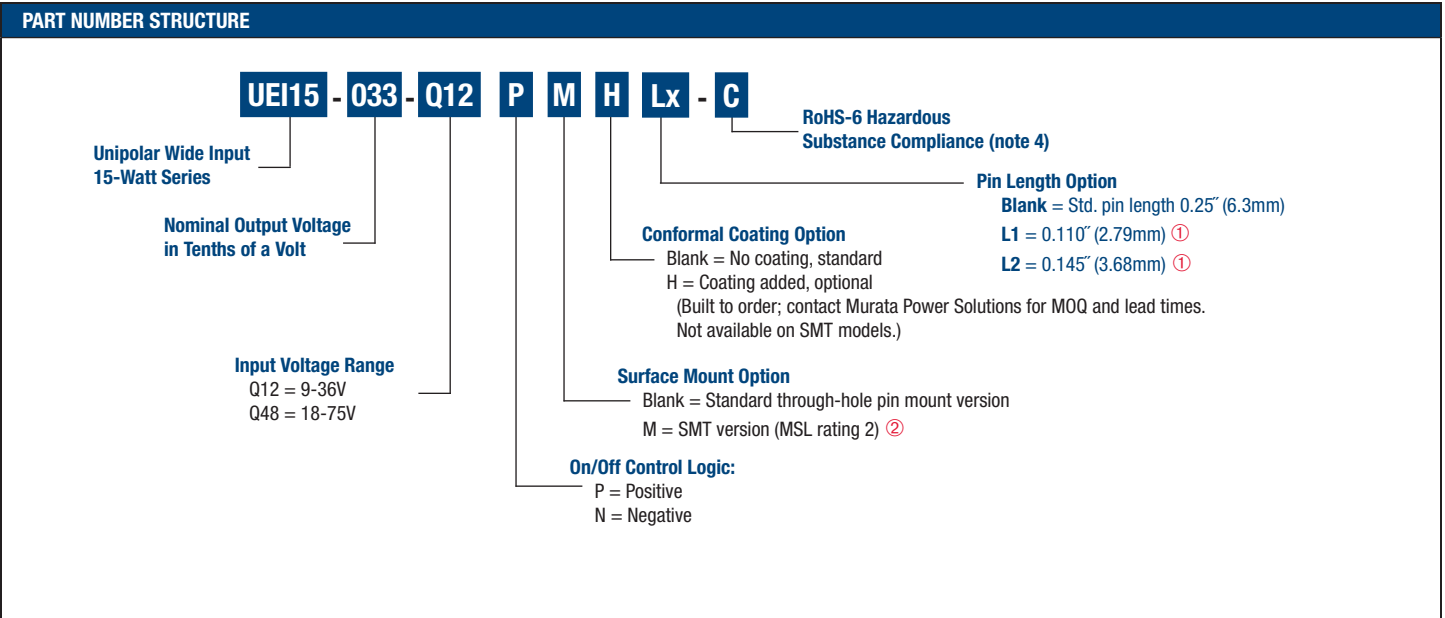 PART NUMBER STRUCTURE
UEI15 - 033 - Q12 P M H Lx - C
RoHS-6 Hazardous
Substance Compliance (note 4)
Unipolar Wide Input
15-Watt Series
Pin Length Option
Blank = Std. pin length 0.25˝ (6.3mm)
L1 = 0.110˝ (2.79mm) ①
L2 = 0.145˝ (3.68mm) ①
Nominal Output Voltage
in Tenths of a Volt
Conformal Coating Option
Blank = No coating, standard
H = Coating added, optional
(Built to order; contact Murata Power Solutions for MOQ and lead times.
Not available on SMT models.)
Input Voltage Range
Q12 = 9-36V
Q48 = 18-75V
Surface Mount Option
Blank = Standard through-hole pin mount version
M = SMT version (MSL rating 2) ②
On/Off Control Logic:
P = Positive
N = Negative